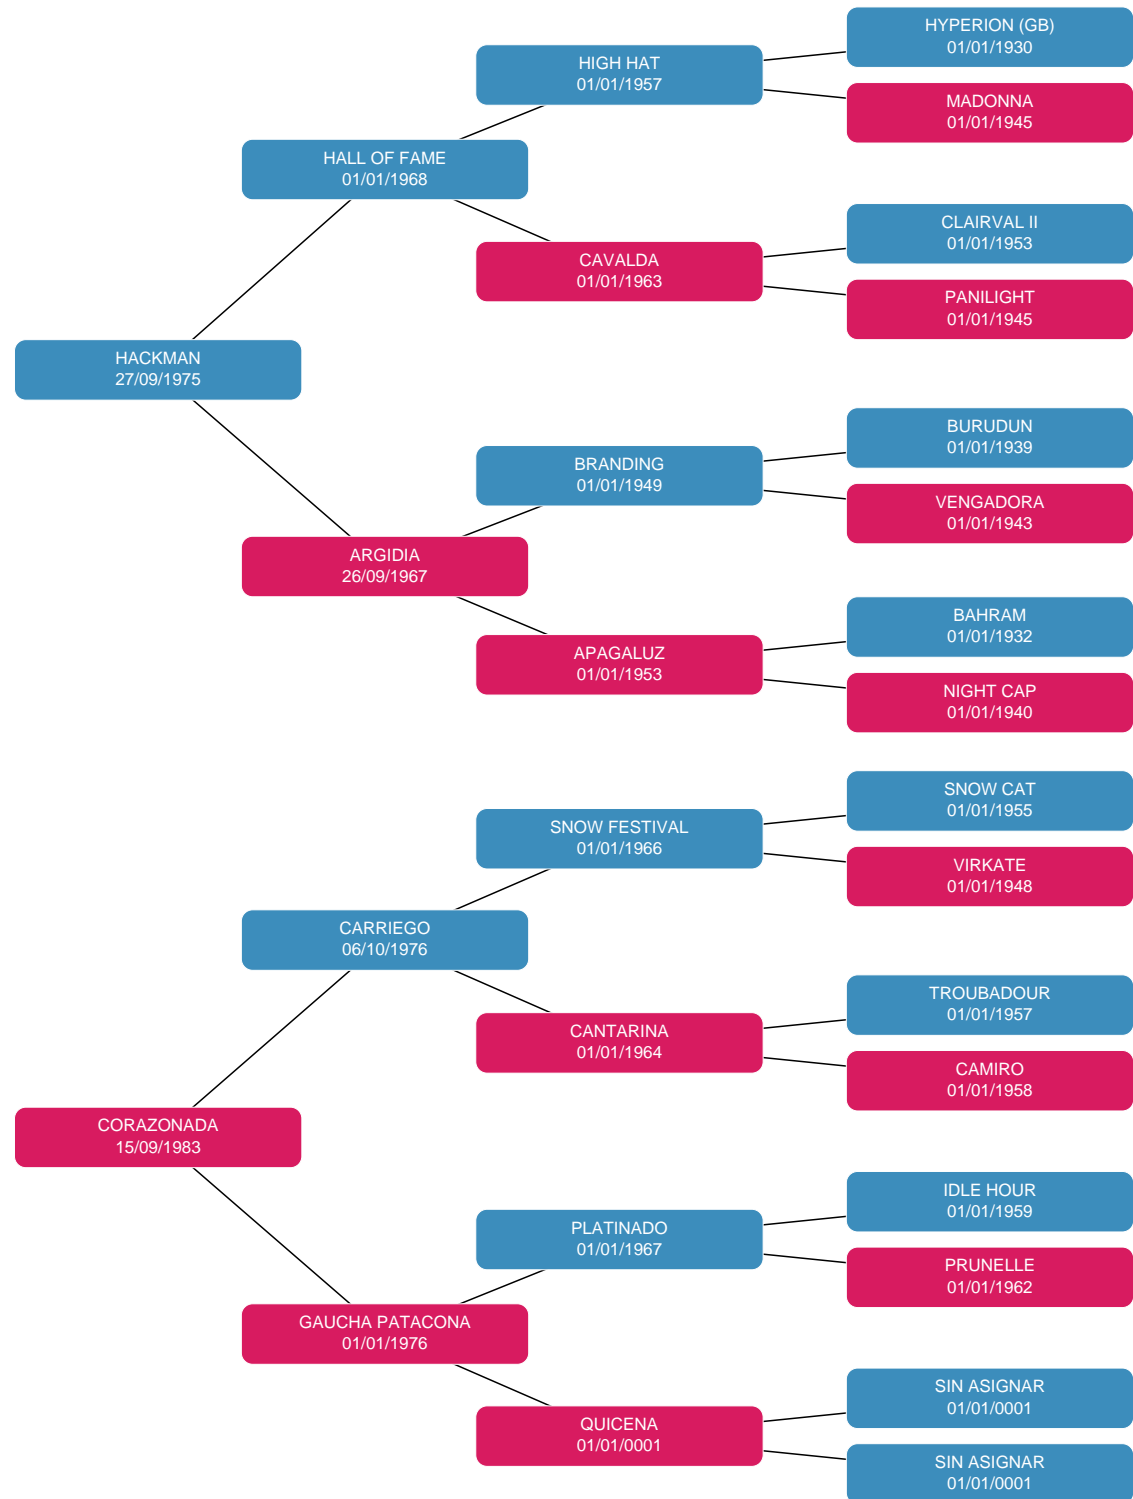 HYPERION (GB)
01/01/1930
HIGH HAT
01/01/1957
MADONNA
01/01/1945
HALL OF FAME
01/01/1968
CLAIRVAL II
01/01/1953
CAVALDA
01/01/1963
PANILIGHT
01/01/1945
HACKMAN
27/09/1975
BURUDUN
01/01/1939
BRANDING
01/01/1949
VENGADORA
01/01/1943
ARGIDIA
26/09/1967
BAHRAM
01/01/1932
APAGALUZ
01/01/1953
NIGHT CAP
01/01/1940
SNOW CAT
01/01/1955
SNOW FESTIVAL
01/01/1966
VIRKATE
01/01/1948
CARRIEGO
06/10/1976
TROUBADOUR
01/01/1957
CANTARINA
01/01/1964
CAMIRO
01/01/1958
CORAZONADA
15/09/1983
IDLE HOUR
01/01/1959
PLATINADO
01/01/1967
PRUNELLE
01/01/1962
GAUCHA PATACONA
01/01/1976
SIN ASIGNAR
01/01/0001
QUICENA
01/01/0001
SIN ASIGNAR
01/01/0001